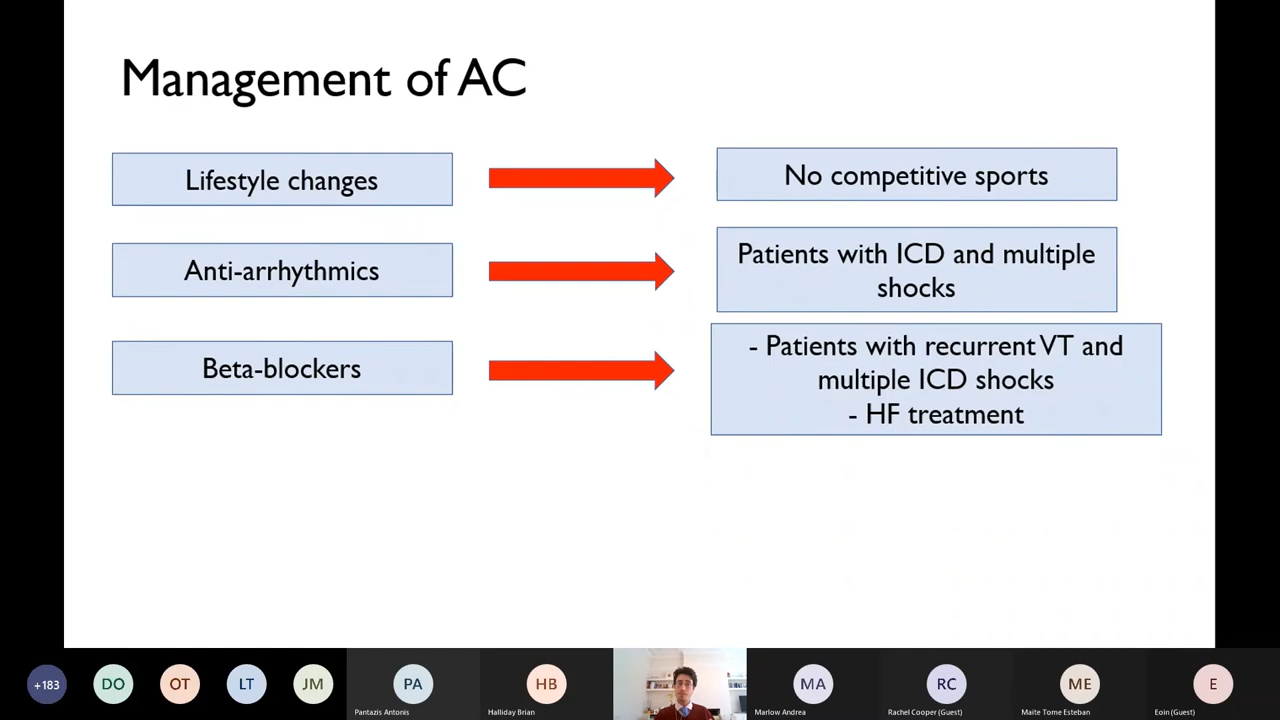 Management of AC
Lifestyle changes
No competitive sports
Anti-arrhythmics
Patients with ICD and multiple
shocks
Beta-blockers
- Patients with recurrent VT and
multiple ICD shocks
- HF treatment
+183
DO
OT
LT
JM
PA
Pantazis Antonis
HB
Halliday Brian
MA
Marlow Andrea
RC
Rachel Cooper (Guest)
ME
Maite Tome Esteban
E
Eoin (Guest)